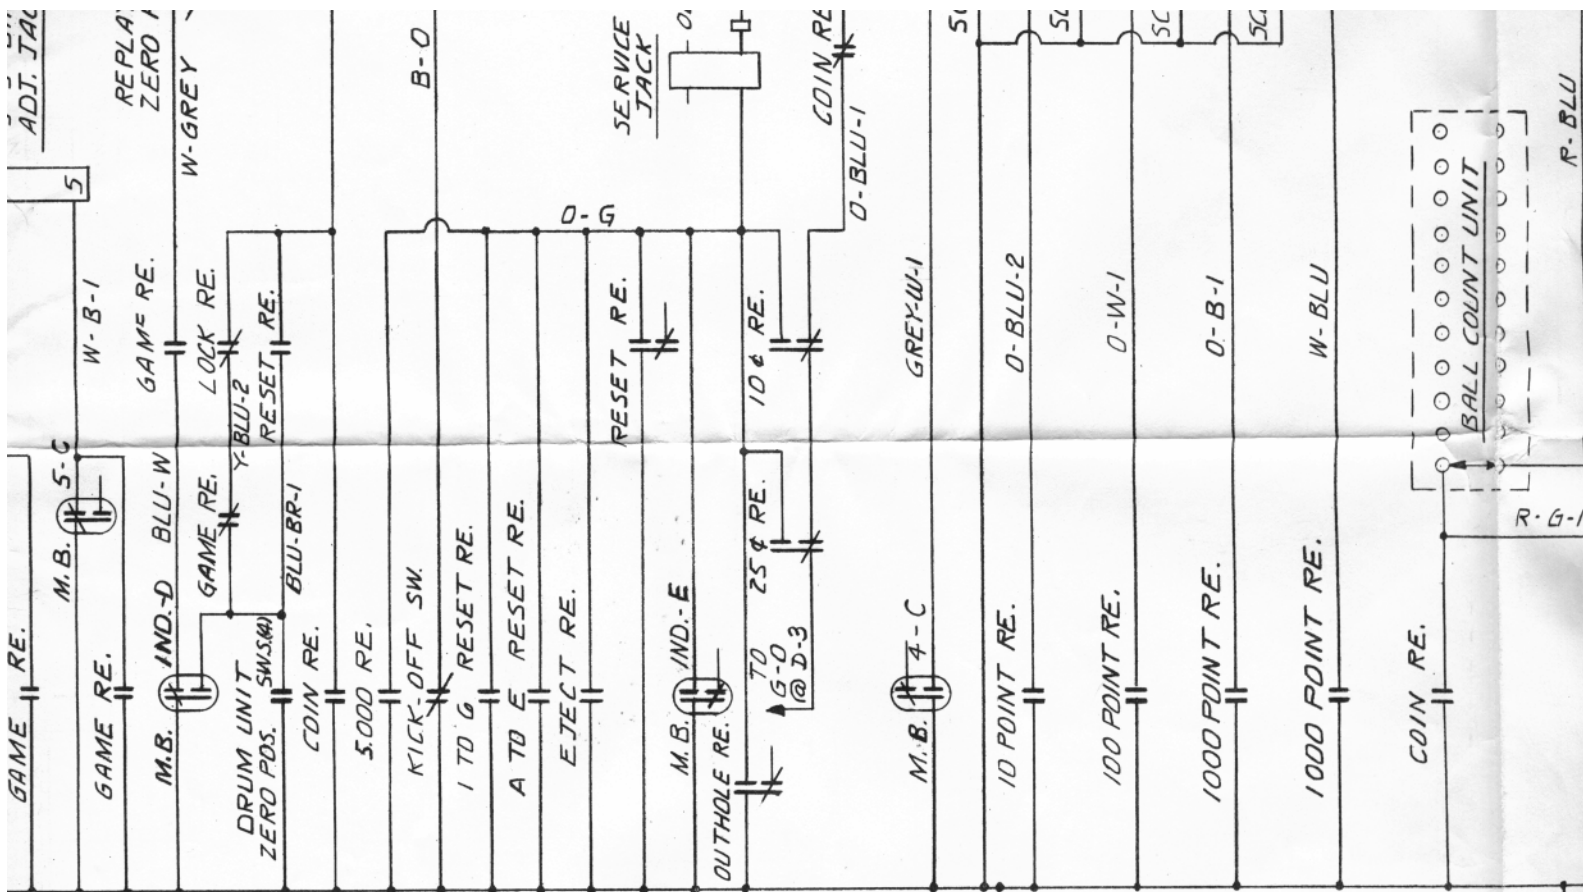 ADJ. JAC
5
W-B-1
M.B. 5-C
GAME RE.
GAME RE.
REPLA
ZERO
W-GREY
GAME RE.
BLU-W
M.B. IND.-D
LOCK RE.
Y-BLU-2
GAME RE.
RESET RE.
BLU-BR-1
DRUM UNIT
ZERO POS. SWS.(4)
COIN RE.
5000 RE.
B-O
KICK-OFF SW.
1 TO G RESET RE.
A TO E RESET RE.
EJECT RE.
O-G
SERVICE
JACK
RESET RE.
M.B. IND.-E
OUTHOLE RE.
10¢ RE.
25¢ RE.
TO
G-O
@ D-3
COIN RE
O-BLU-1
GREY-W-1
M.B. 4-C
O-BLU-2
10 POINT RE.
O-W-1
100 POINT RE.
O-B-1
1000 POINT RE.
W-BLU
1000 POINT RE.
BALL COUNT UNIT
COIN RE.
R-BLU
R-G-1